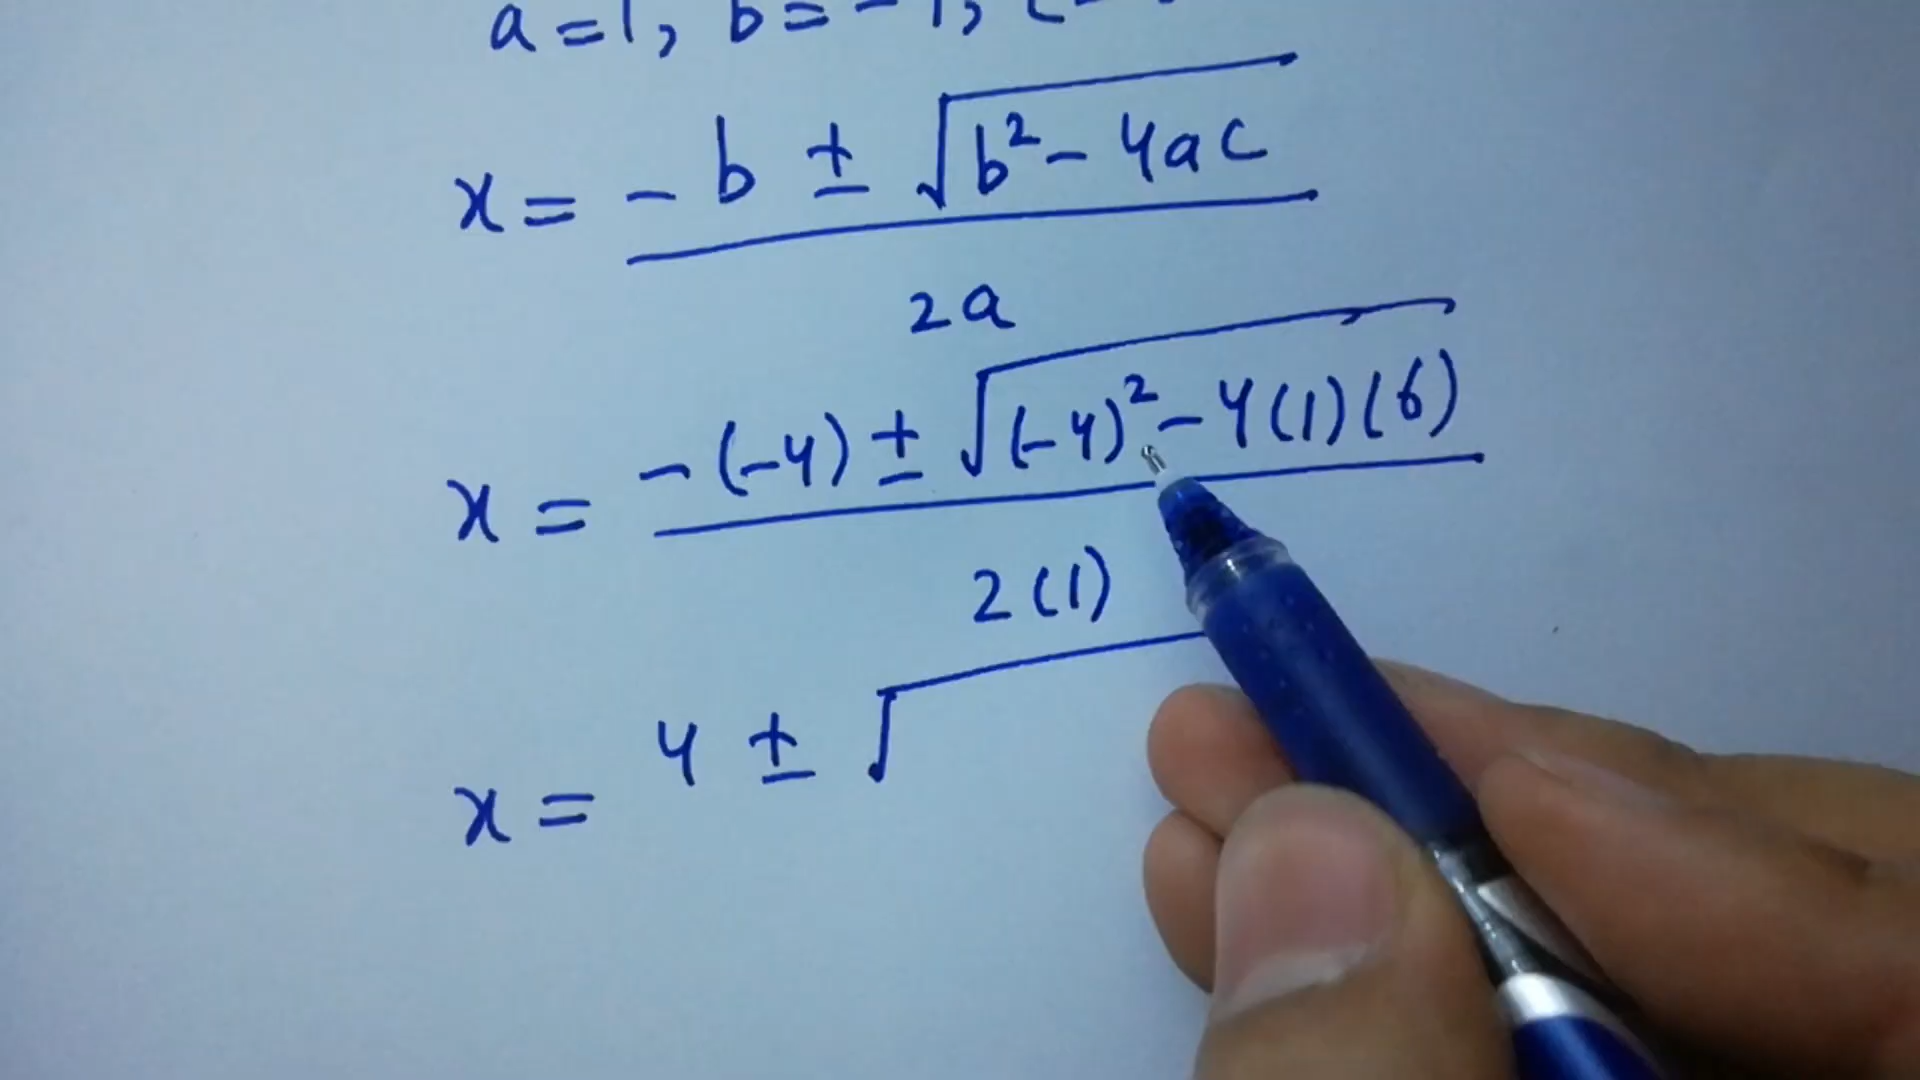 a=1, b=-
x = -b ± √b²-4ac
2a
x = -(-4) ± √(-4)²-4(1)(6)
2(1)
x = 4 ± √